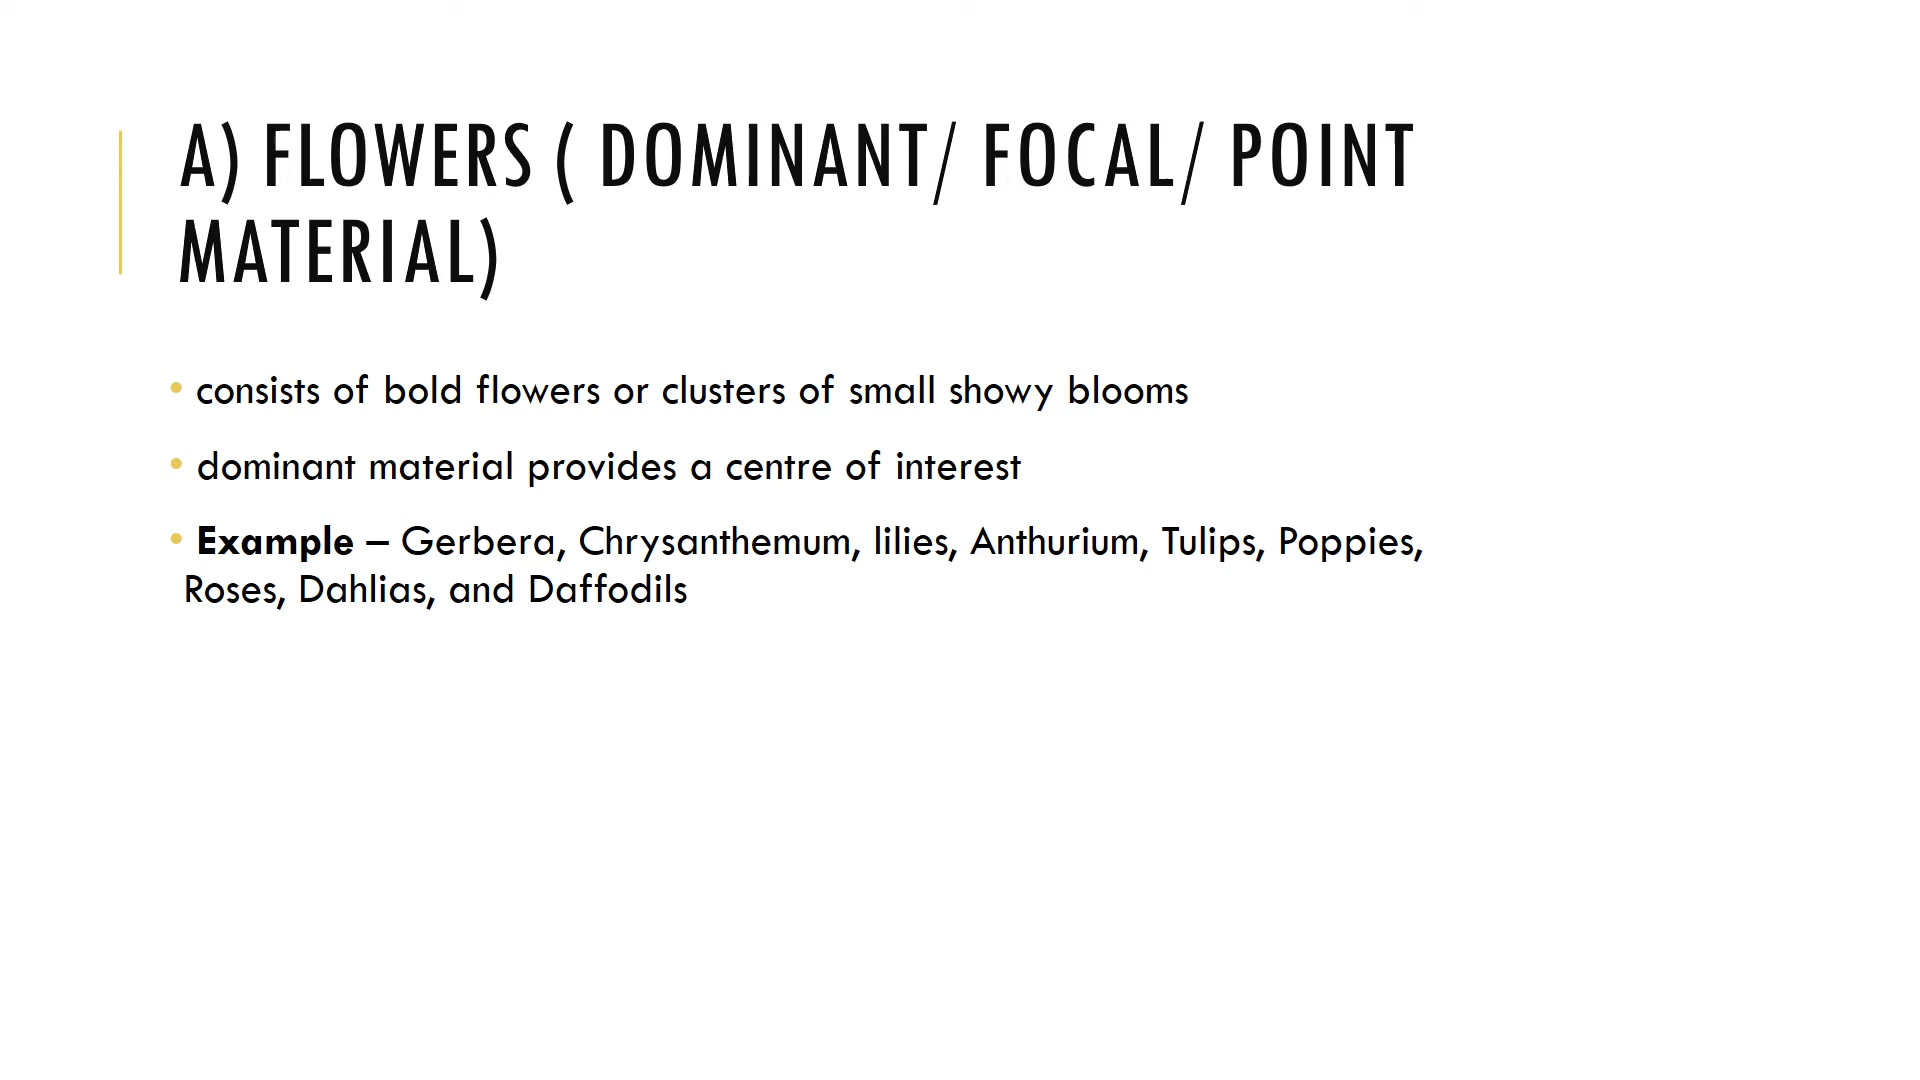 A) FLOWERS ( DOMINANT/ FOCAL/ POINT
MATERIAL)
• consists of bold flowers or clusters of small showy blooms
• dominant material provides a centre of interest
• Example – Gerbera, Chrysanthemum, lilies, Anthurium, Tulips, Poppies,
Roses, Dahlias, and Daffodils